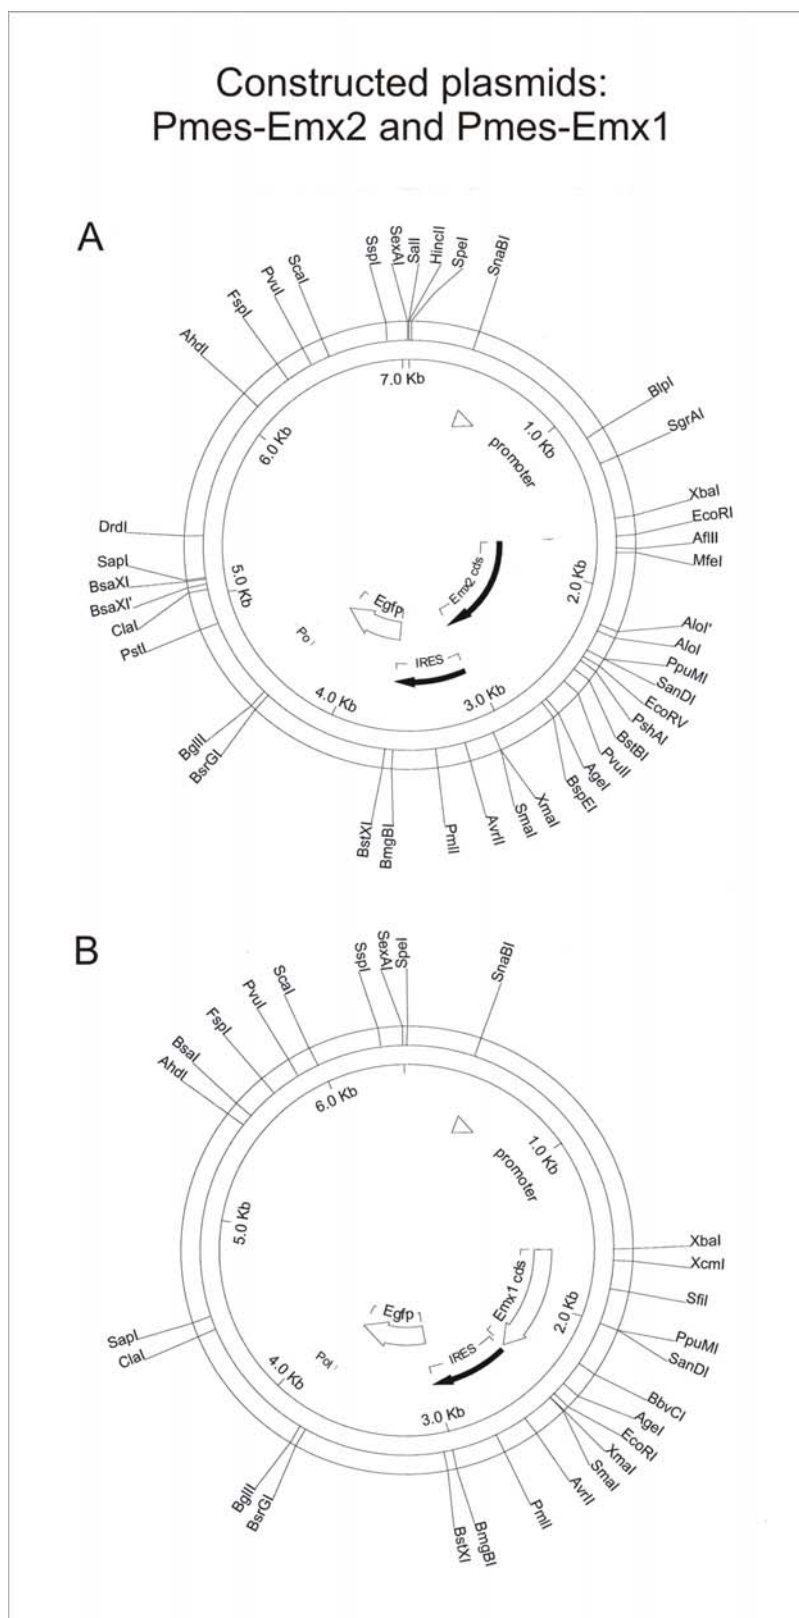 Constructed plasmids:
Pmes-Emx2 and Pmes-Emx1
A
SspI
SexAI
SalI
HincII
SpeI
SnaBI
ScaI
PvuI
FspI
AhdI
BlpI
SgrAI
XbaI
EcoRI
AflII
MfeI
AloI'
AloI
PpuMI
SanDI
EcoRV
PshAI
BstBI
PvuII
AgeI
BspEI
XmaI
SmaI
AvrII
PmlI
BmgBI
BstXI
BsrGI
BglII
PstI
ClaI
BsaXI'
BsaXI
SapI
DrdI
7.0 Kb
1.0 Kb
2.0 Kb
3.0 Kb
4.0 Kb
5.0 Kb
6.0 Kb
promoter
Emx2 cds
IRES
Egfp
Po
B
SspI
SexAI
SpeI
SnaBI
ScaI
PvuI
FspI
BsaI
AhdI
XbaI
XcmI
SfiI
PpuMI
SanDI
BbvCI
AgeI
EcoRI
XmaI
SmaI
AvrII
PmlI
BmgBI
BstXI
BsrGI
BglII
ClaI
SapI
1.0 Kb
2.0 Kb
3.0 Kb
4.0 Kb
5.0 Kb
6.0 Kb
promoter
Emx1 cds
IRES
Egfp
Pol